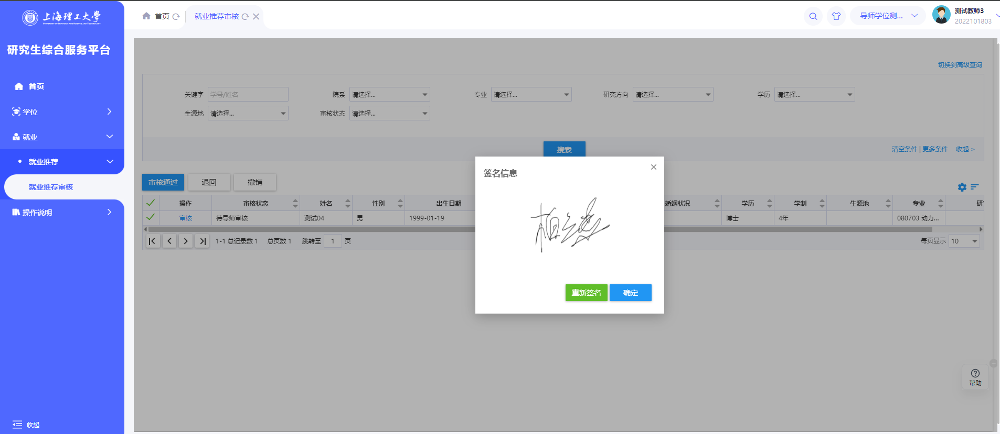 上海理工大学
UNIVERSITY OF SHANGHAI FOR SCIENCE AND TECHNOLOGY
研究生综合服务平台
首页
学位
就业
就业推荐
就业推荐审核
操作说明
收起
首页 就业推荐审核
导师学位测... 测试教师3
2022101803
切换到高级查询
关键字 学号/姓名 院系 请选择... 专业 请选择... 研究方向 请选择... 学历 请选择...
生源地 请选择... 审核状态 请选择...
搜索 清空条件 | 更多条件 收起 >
审核通过 退回 撤销
操作 审核状态 姓名 性别 出生日期 婚姻状况 学历 学制 生源地 专业 研
审核 待导师审核 测试04 男 1999-01-19 博士 4年 080703 动力...
1-1 总记录数 1 总页数 1 跳转至 1 页 每页显示 10
签名信息
重新签名 确定
帮助